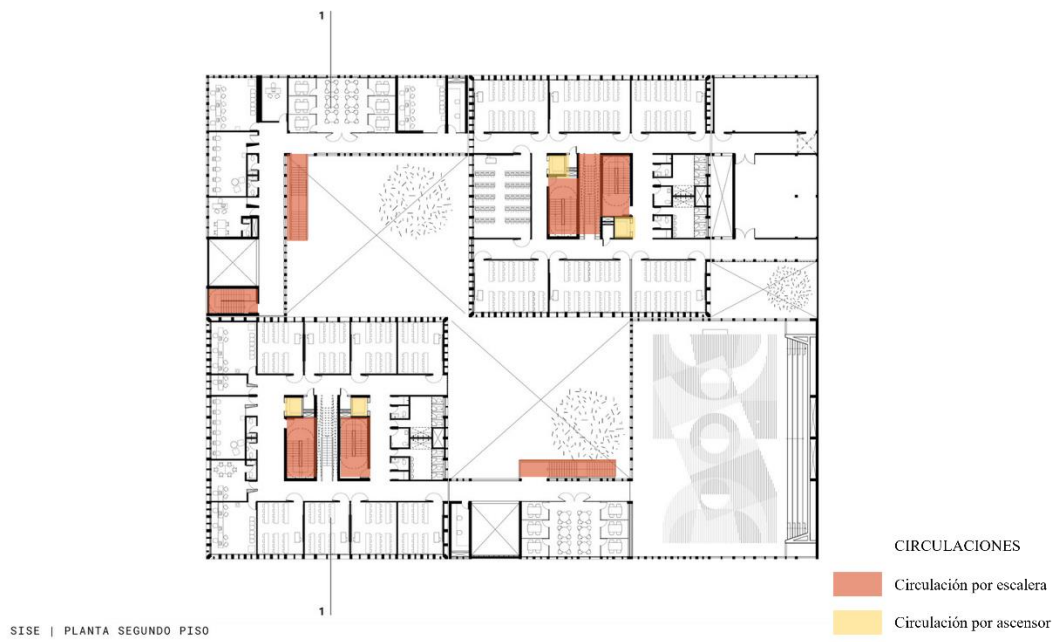 1
1
CIRCULACIONES
Circulación por escalera
Circulación por ascensor
SISE | PLANTA SEGUNDO PISO